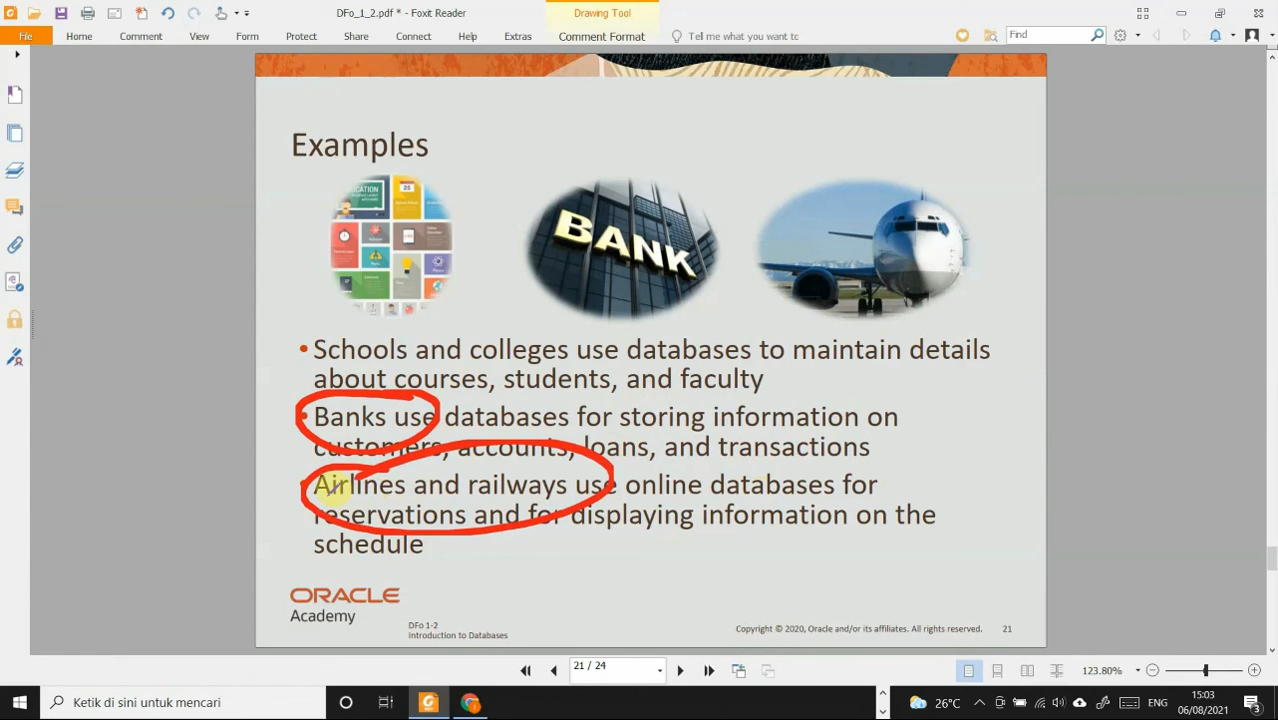 DFo_1_2.pdf * - Foxit Reader
Drawing Tool
File
Home
Comment
View
Form
Protect
Share
Connect
Help
Extras
Comment Format
Tell me what you want to
Find
Examples
BANK
• Schools and colleges use databases to maintain details
about courses, students, and faculty
• Banks use databases for storing information on
customers, accounts, loans, and transactions
• Airlines and railways use online databases for
reservations and for displaying information on the
schedule
ORACLE
Academy
DFo 1-2
Introduction to Databases
Copyright © 2020, Oracle and/or its affiliates. All rights reserved.
21
21 / 24
123.80%
Ketik di sini untuk mencari
26°C
ENG
15:03
06/08/2021
3